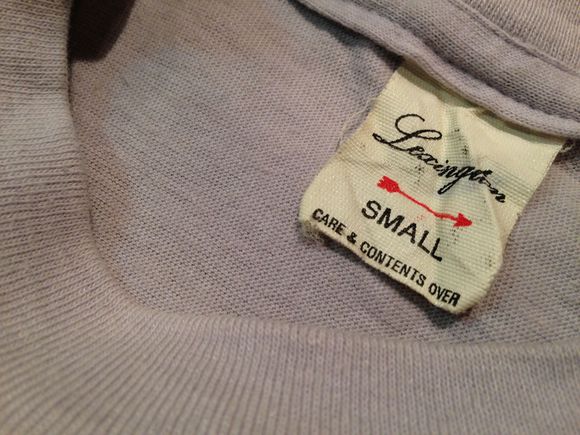 Lexington
SMALL
CARE & CONTENTS OVER